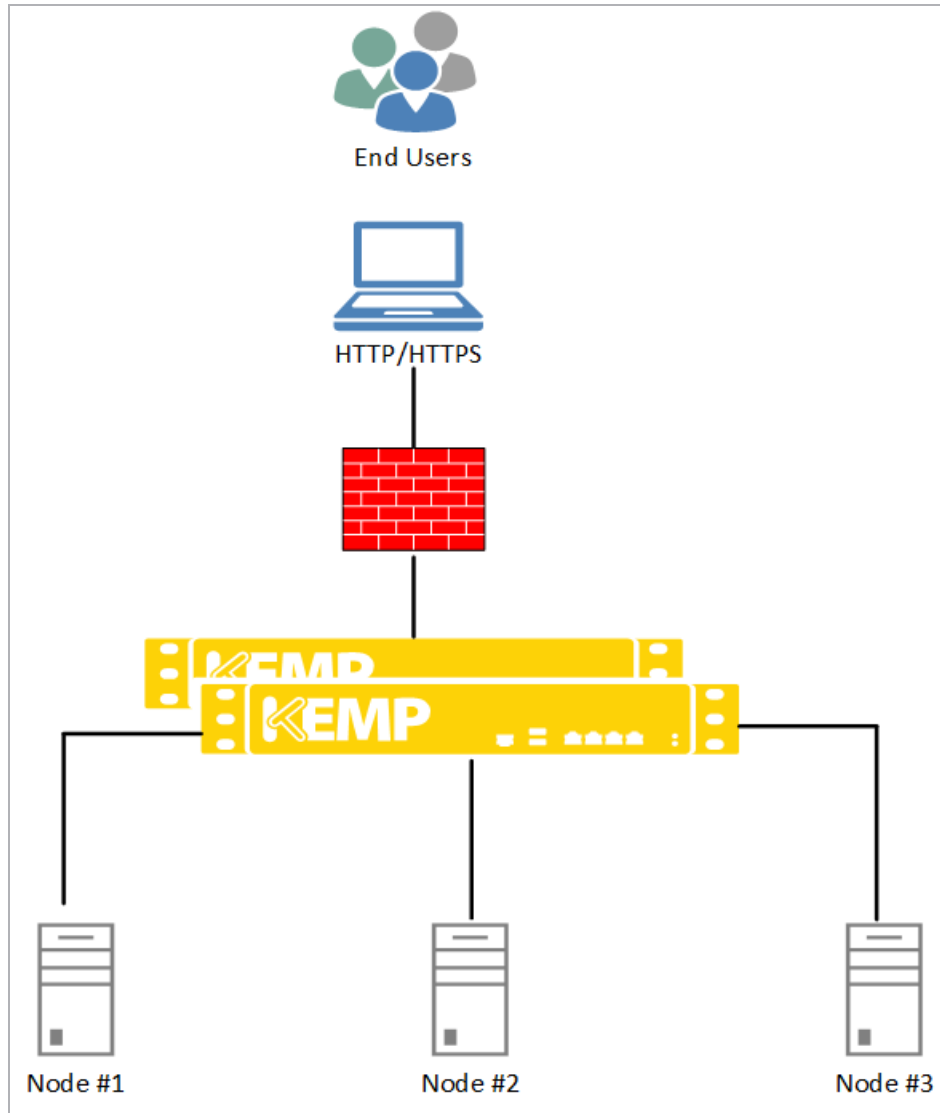 End Users
HTTP/HTTPS
KEMP
KEMP
Node #1
Node #2
Node #3